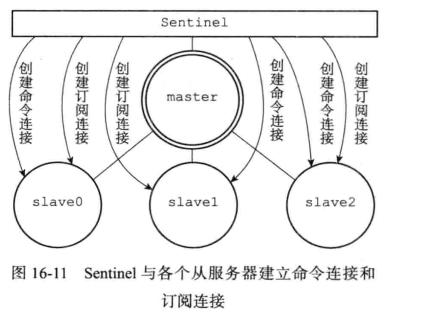 Sentinel
创建命令连接
创建订阅连接
创建订阅连接
创建命令连接
创建命令连接
创建订阅连接
master
slave0
slave1
slave2
图 16-11 Sentinel 与各个从服务器建立命令连接和
订阅连接